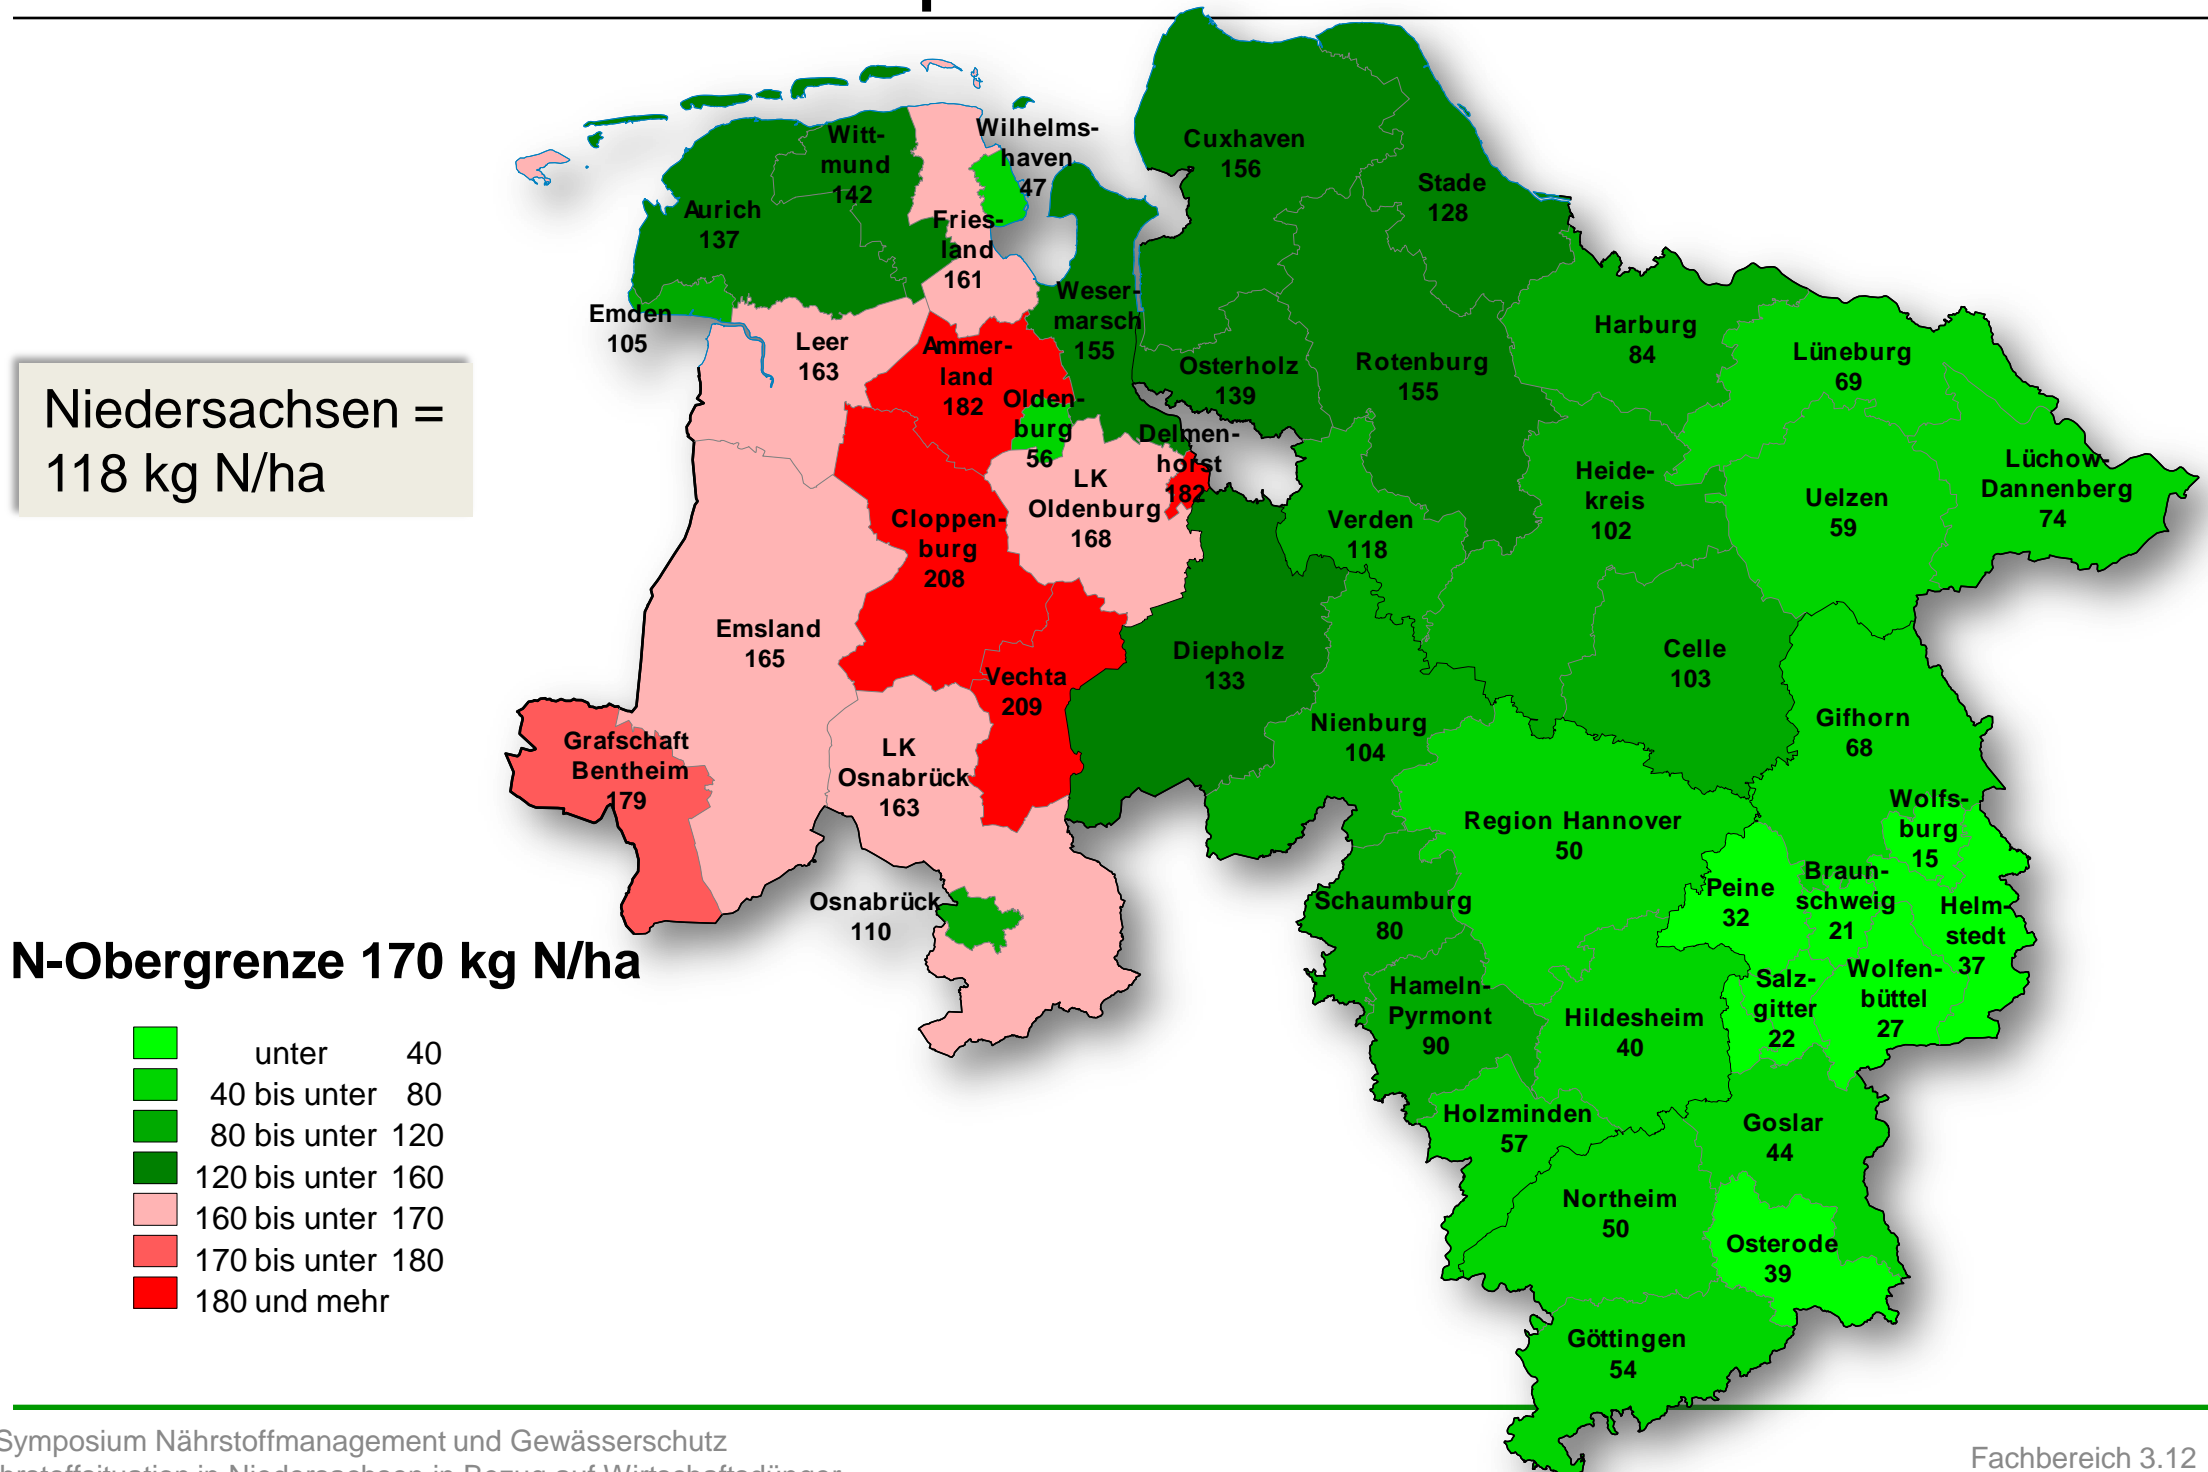 Niedersachsen =
118 kg N/ha
Witt-
mund
142
Wilhelms-
haven
47
Aurich
137
Fries-
land
161
Emden
105
Leer
163
Ammer-
land
182
Weser-
marsch
155
Olden-
burg
56
Cuxhaven
156
Stade
128
Osterholz
139
Rotenburg
155
Harburg
84
Lüneburg
69
Delmen-
horst
182
LK
Oldenburg
168
Cloppen-
burg
208
Verden
118
Heide-
kreis
102
Uelzen
59
Lüchow-
Dannenberg
74
Emsland
165
Vechta
209
Diepholz
133
Nienburg
104
Celle
103
Gifhorn
68
Grafschaft
Bentheim
179
LK
Osnabrück
163
Osnabrück
110
Region Hannover
50
Wolfs-
burg
15
Peine
32
Braun-
schweig
21
Helm-
stedt
37
Schaumburg
80
Hameln-
Pyrmont
90
Hildesheim
40
Salz-
gitter
22
Wolfen-
büttel
27
Holzminden
57
Goslar
44
Northeim
50
Osterode
39
Göttingen
54
N-Obergrenze 170 kg N/ha
unter 40
40 bis unter 80
80 bis unter 120
120 bis unter 160
160 bis unter 170
170 bis unter 180
180 und mehr
Symposium Nährstoffmanagement und Gewässerschutz
in Niedersachsen in Bezug auf Wirtschaftsdünger
Fachbereich 3.12